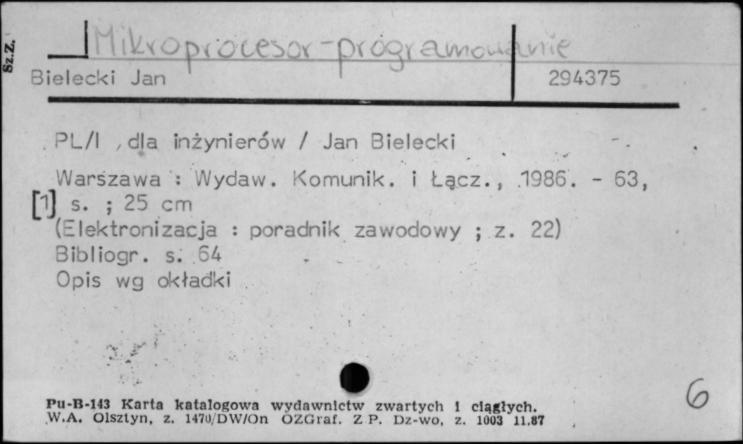 Sz.Z.
Mikroprocesor-programowanie
Bielecki Jan 294375
PL/I dla inżynierów / Jan Bielecki
Warszawa : Wydaw. Komunik. i Łącz., 1986. - 63,
[1] s. ; 25 cm
(Elektronizacja : poradnik zawodowy ; z. 22)
Bibliogr. s. 64
Opis wg okładki
6
Pu-B-143 Karta katalogowa wydawnictw zwartych i ciągłych.
W.A. Olsztyn, z. 1470/DW/On OZGraf. Z P. Dz-wo, z. 1003 11.87